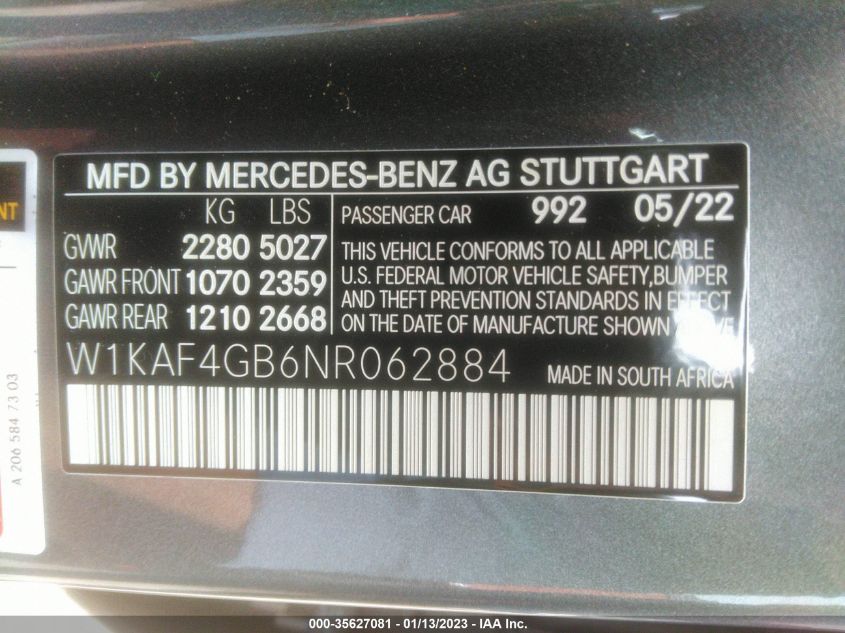 MFD BY MERCEDES-BENZ AG STUTTGART
KG LBS
GVWR 2280 5027
GAWR FRONT 1070 2359
GAWR REAR 1210 2668
PASSENGER CAR 992 05/22
THIS VEHICLE CONFORMS TO ALL APPLICABLE
U.S. FEDERAL MOTOR VEHICLE SAFETY,BUMPER
AND THEFT PREVENTION STANDARDS IN EFFECT
ON THE DATE OF MANUFACTURE SHOWN
W1KAF4GB6NR062884 MADE IN SOUTH AFRICA
NT
A 206 584 73 03
000-35627081 - 01/13/2023 - IAA Inc.